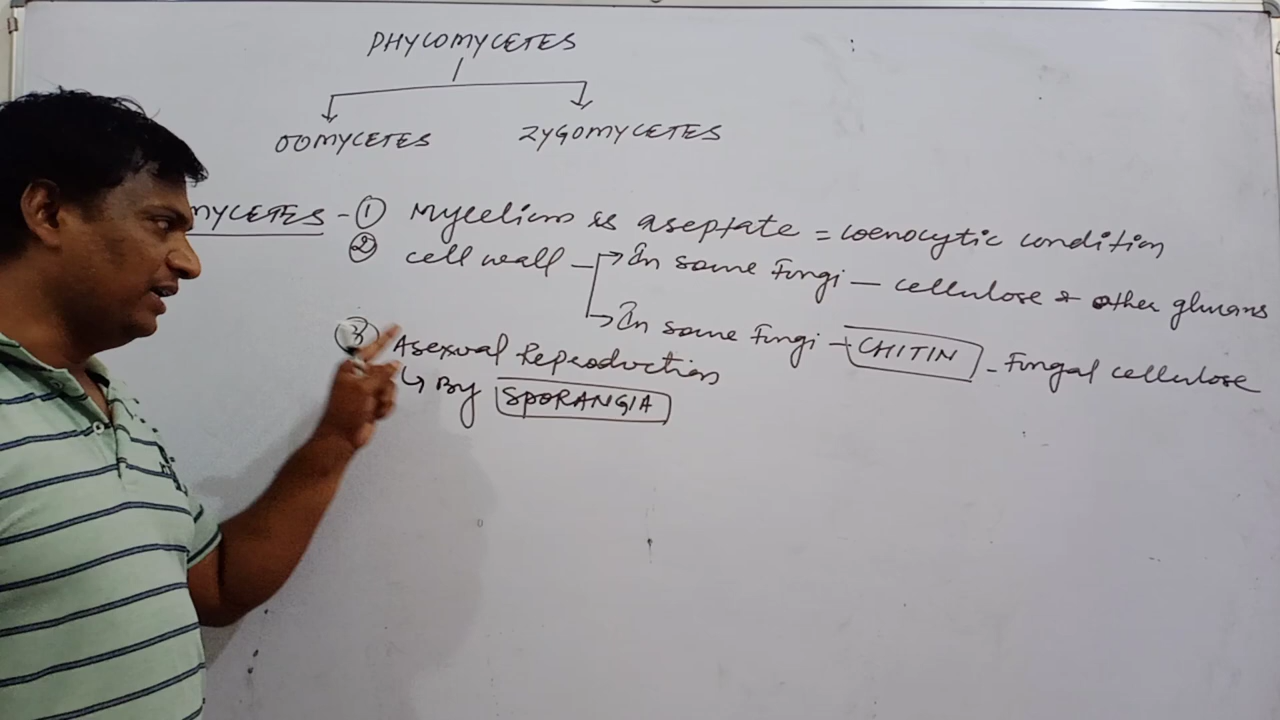 PHYCOMYCETES
OOMYCETES ZYGOMYCETES
MYCETES - ① Mycelium is aseptate = coenocytic condition
② cell wall → In some Fungi — cellulose & other glucans
→ In some Fungi — CHITIN - Fungal cellulose
③ Asexual Reproduction
↳ By SPORANGIA